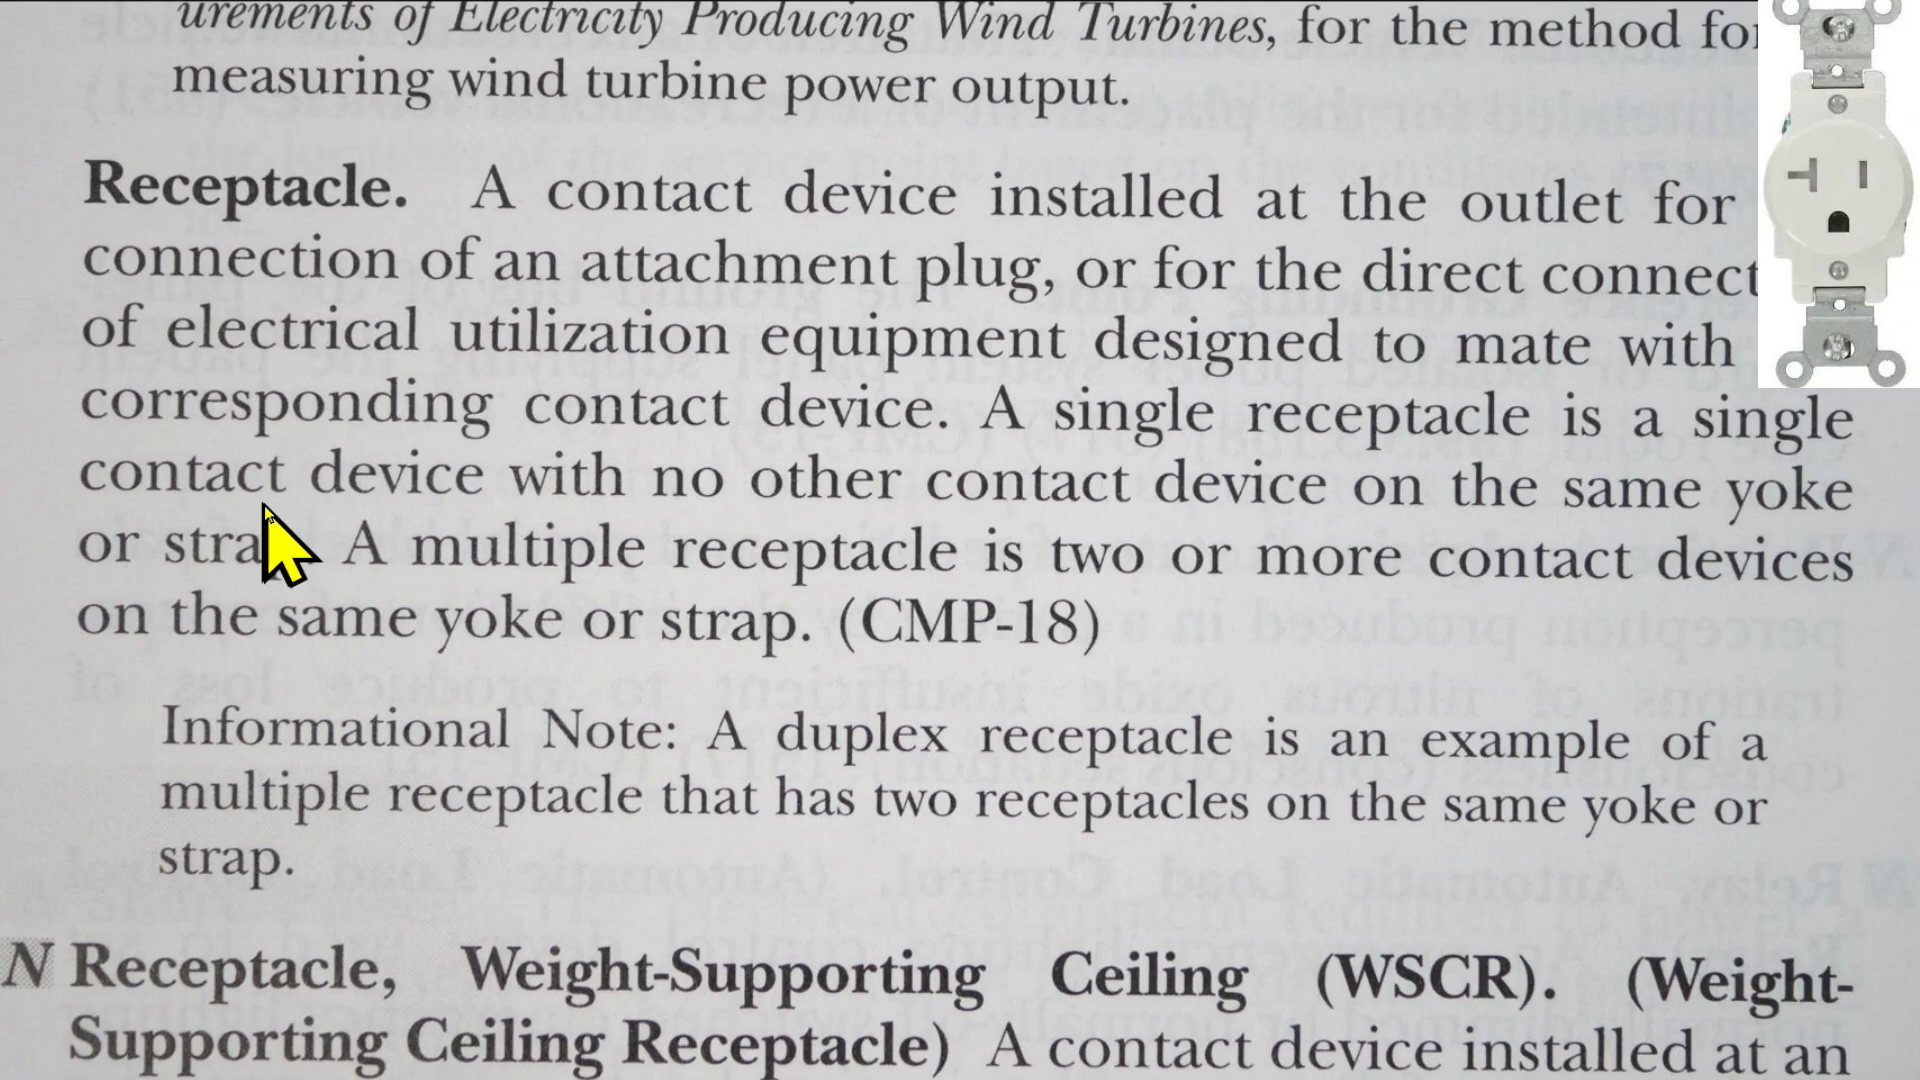 urements of Electricity Producing Wind Turbines, for the method for
measuring wind turbine power output.
Receptacle. A contact device installed at the outlet for
connection of an attachment plug, or for the direct connect
of electrical utilization equipment designed to mate with
corresponding contact device. A single receptacle is a single
contact device with no other contact device on the same yoke
or stra A multiple receptacle is two or more contact devices
on the same yoke or strap. (CMP-18)
Informational Note: A duplex receptacle is an example of a
multiple receptacle that has two receptacles on the same yoke or
strap.
N Receptacle, Weight-Supporting Ceiling (WSCR). (Weight-
Supporting Ceiling Receptacle) A contact device installed at an